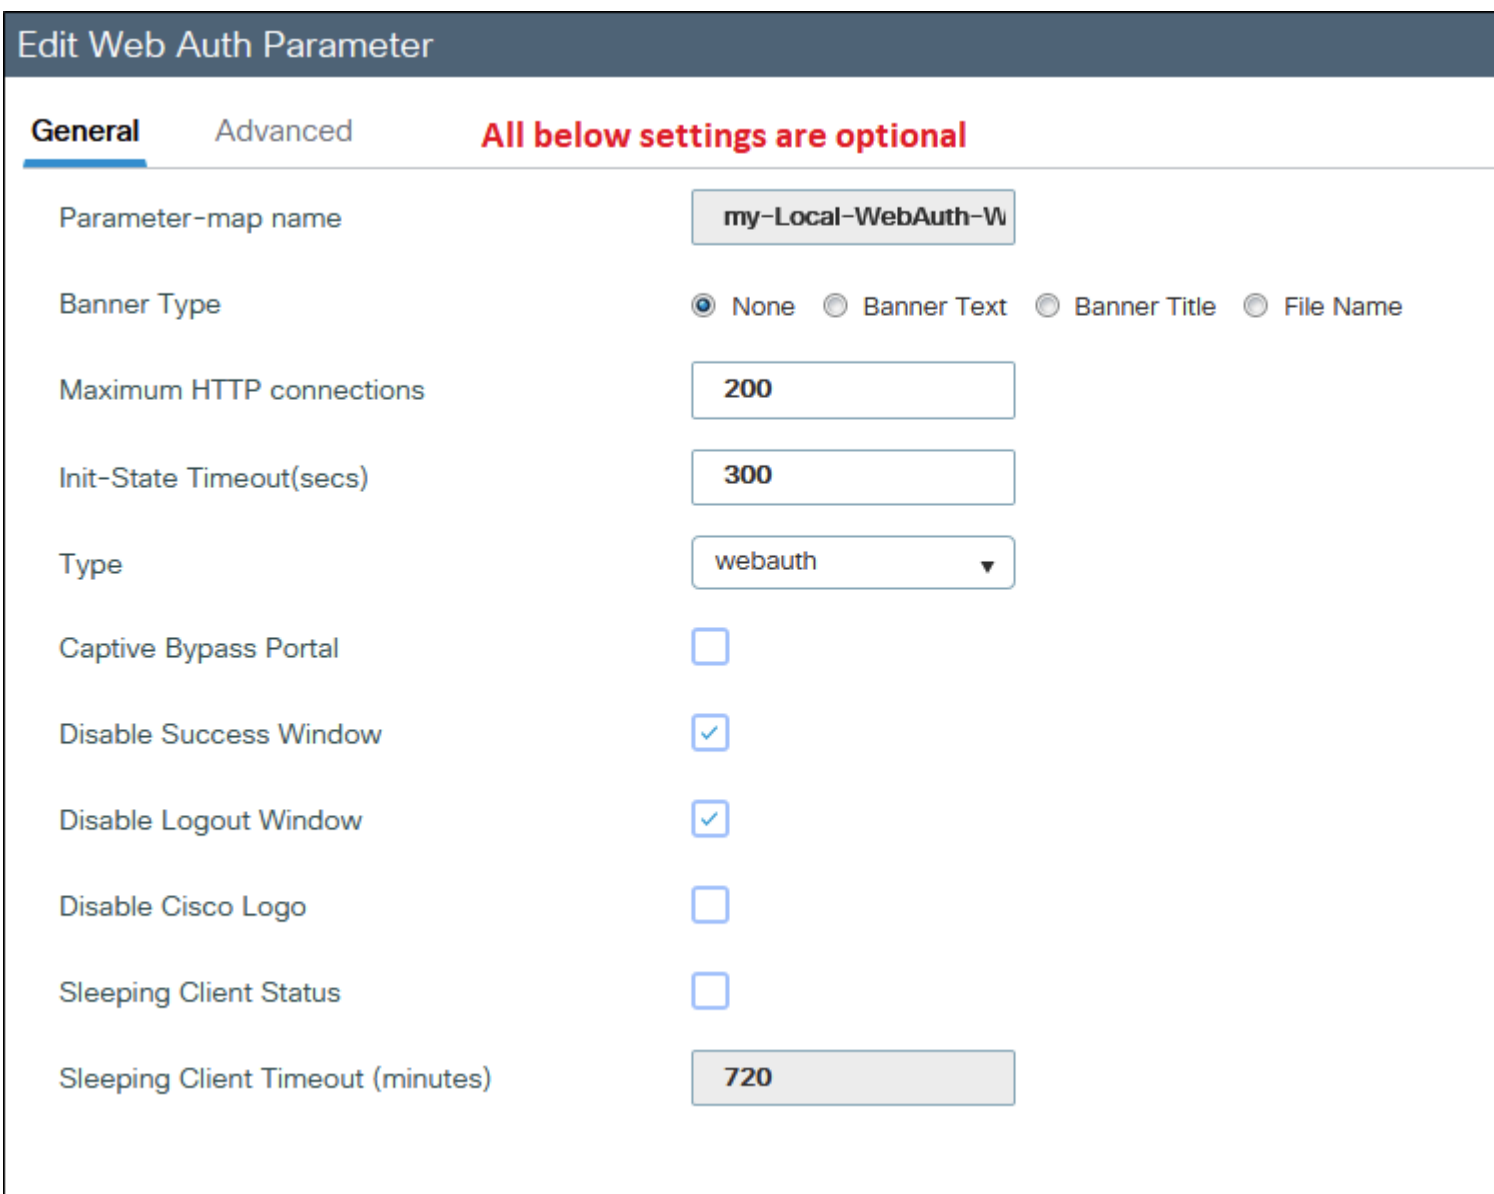 Edit Web Auth Parameter
General Advanced All below settings are optional
Parameter-map name my-Local-WebAuth-W
Banner Type None Banner Text Banner Title File Name
Maximum HTTP connections 200
Init-State Timeout(secs) 300
Type webauth
Captive Bypass Portal
Disable Success Window
Disable Logout Window
Disable Cisco Logo
Sleeping Client Status
Sleeping Client Timeout (minutes) 720